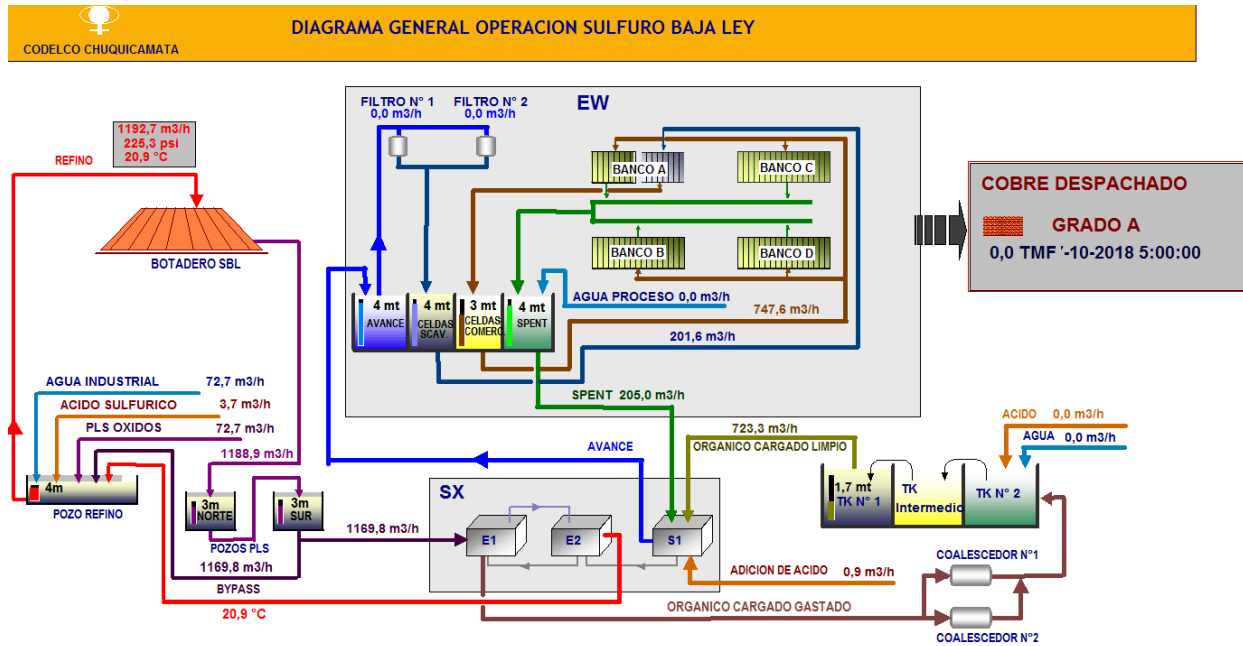 DIAGRAMA GENERAL OPERACION SULFURO BAJA LEY
CODELCO CHUQUICAMATA
FILTRO N° 1
0,0 m3/h
FILTRO N° 2
0,0 m3/h
EW
1192,7 m3/h
225,3 psi
20,9 °C
REFINO
BOTADERO SBL
BANCO A
BANCO C
BANCO B
BANCO D
COBRE DESPACHADO
GRADO A
0,0 TMF '-10-2018 5:00:00
AGUA PROCESO 0,0 m3/h
747,6 m3/h
201,6 m3/h
4 mt
AVANCE
4 mt
CELDAS
SCAV.
3 mt
CELDAS
COMERC.
4 mt
SPENT
SPENT 205,0 m3/h
AGUA INDUSTRIAL 72,7 m3/h
ACIDO SULFURICO 3,7 m3/h
PLS OXIDOS 72,7 m3/h
1188,9 m3/h
4m
POZO REFINO
3m
NORTE
3m
SUR
POZOS PLS
1169,8 m3/h
BYPASS
20,9 °C
1169,8 m3/h
AVANCE
SX
E1
E2
S1
723,3 m3/h
ORGANICO CARGADO LIMPIO
ADICION DE ACIDO 0,9 m3/h
ORGANICO CARGADO GASTADO
ACIDO 0,0 m3/h
AGUA 0,0 m3/h
1,7 mt
TK N° 1
TK
Intermedio
TK N° 2
COALESCEDOR N°1
COALESCEDOR N°2